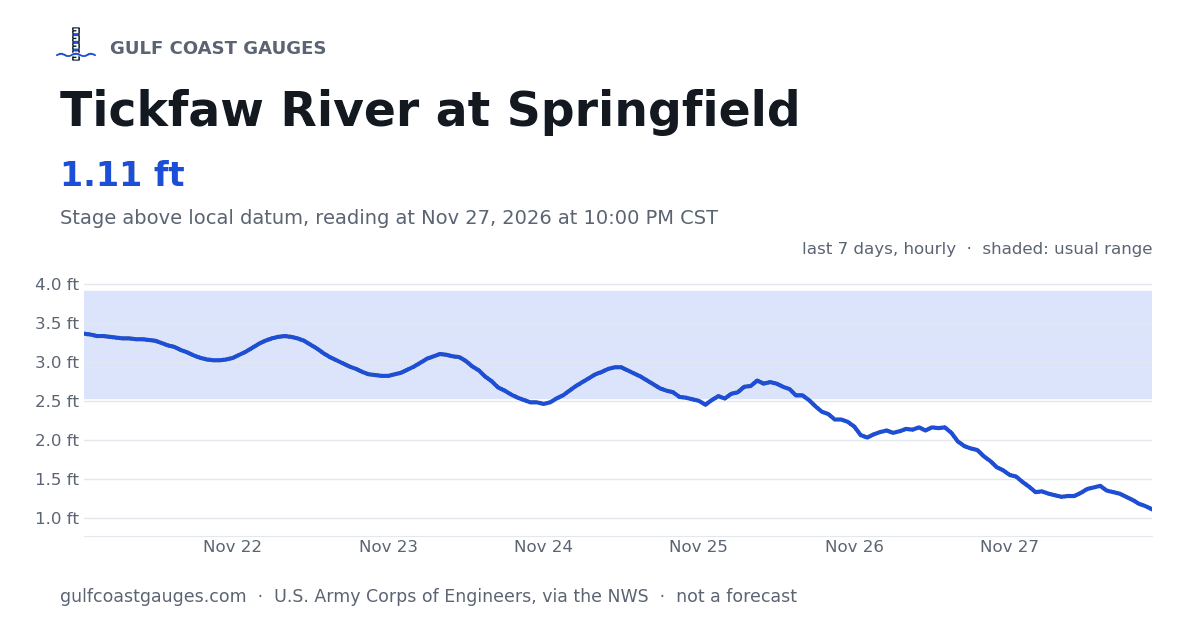 GULF COAST GAUGES
Tickfaw River at Springfield
1.11 ft
Stage above local datum, reading at Nov 27, 2026 at 10:00 PM CST
last 7 days, hourly · shaded: usual range
4.0 ft
3.5 ft
3.0 ft
2.5 ft
2.0 ft
1.5 ft
1.0 ft
Nov 22 Nov 23 Nov 24 Nov 25 Nov 26 Nov 27
gulfcoastgauges.com · U.S. Army Corps of Engineers, via the NWS · not a forecast